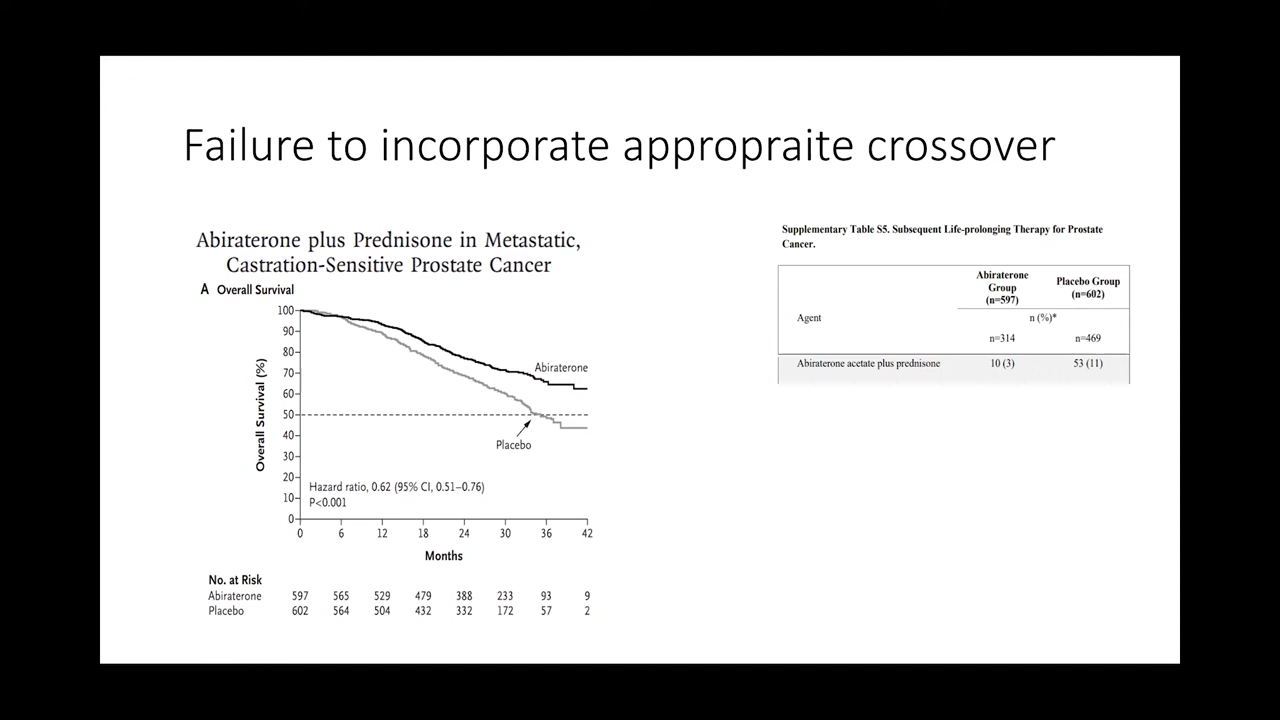 Failure to incorporate appropraite crossover
Abiraterone plus Prednisone in Metastatic,
Castration-Sensitive Prostate Cancer
A Overall Survival
Overall Survival (%)
100
90
80
70
60
50
40
30
20
10
0
Abiraterone
Placebo
Hazard ratio, 0.62 (95% CI, 0.51–0.76)
P<0.001
0 6 12 18 24 30 36 42
Months
No. at Risk
Abiraterone 597 565 529 479 388 233 93 9
Placebo 602 564 504 432 332 172 57 2
Supplementary Table S5. Subsequent Life-prolonging Therapy for Prostate
Cancer.
Abiraterone
Group
(n=597)
Placebo Group
(n=602)
Agent n (%)*
n=314 n=469
Abiraterone acetate plus prednisone 10 (3) 53 (11)